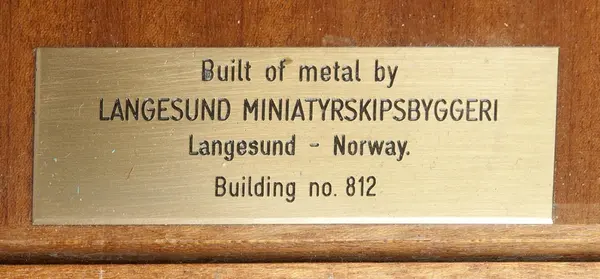 Built of metal by
LANGESUND MINIATYRSKIPSBYGGERI
Langesund - Norway.
Building no. 812